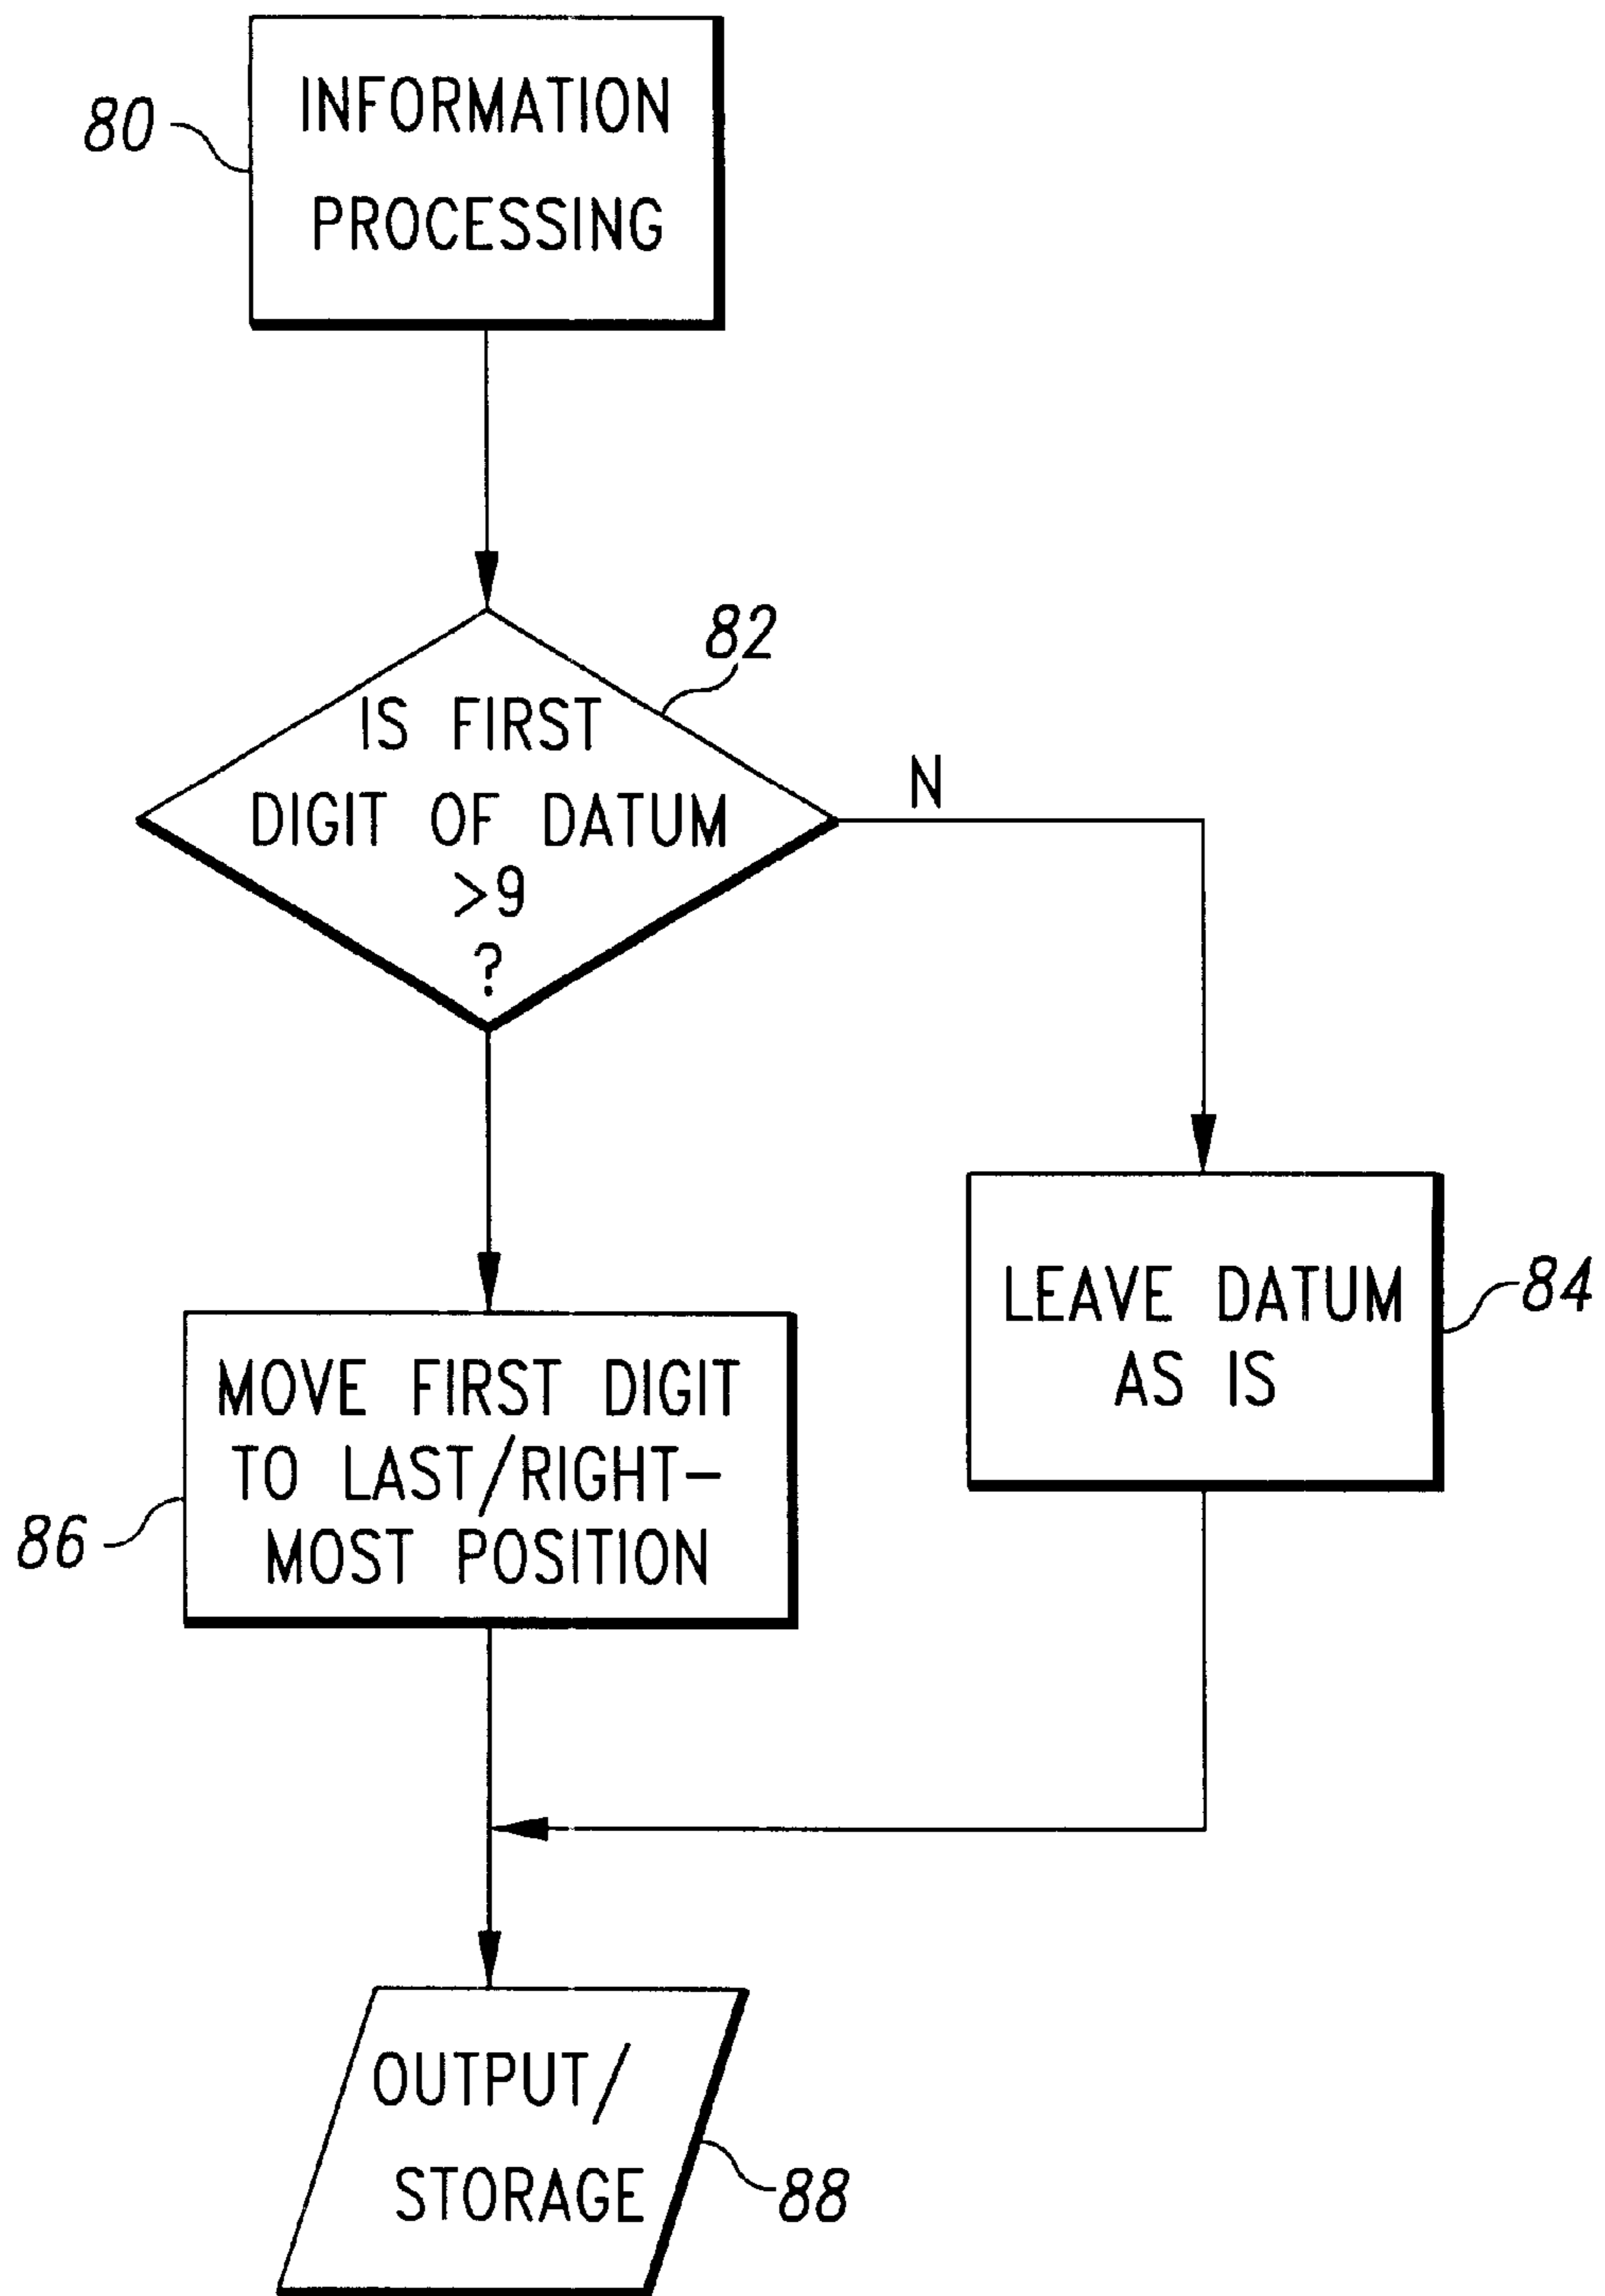 INFORMATION
PROCESSING
80
82
IS FIRST
DIGIT OF DATUM
>9
?
N
LEAVE DATUM
AS IS
84
MOVE FIRST DIGIT
TO LAST/RIGHT-
MOST POSITION
86
OUTPUT/
STORAGE
88